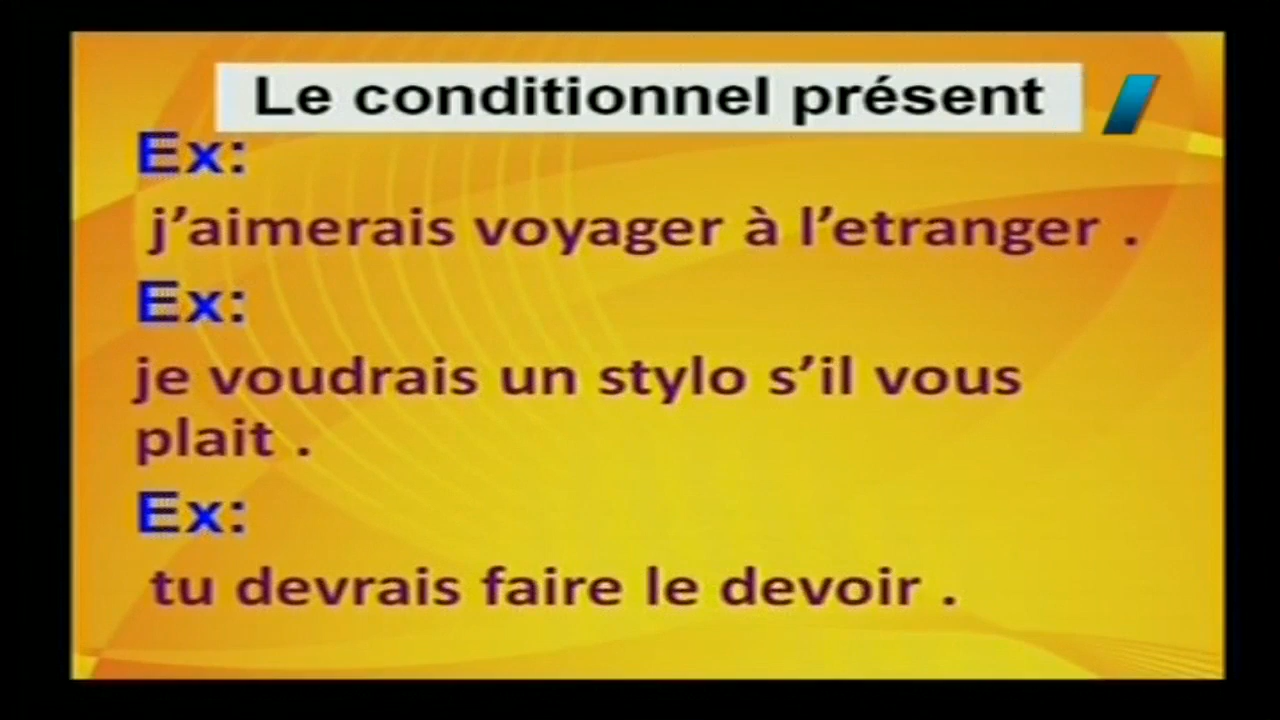 Le conditionnel présent
Ex:
j’aimerais voyager à l’etranger .
Ex:
je voudrais un stylo s’il vous
plait .
Ex:
tu devrais faire le devoir .